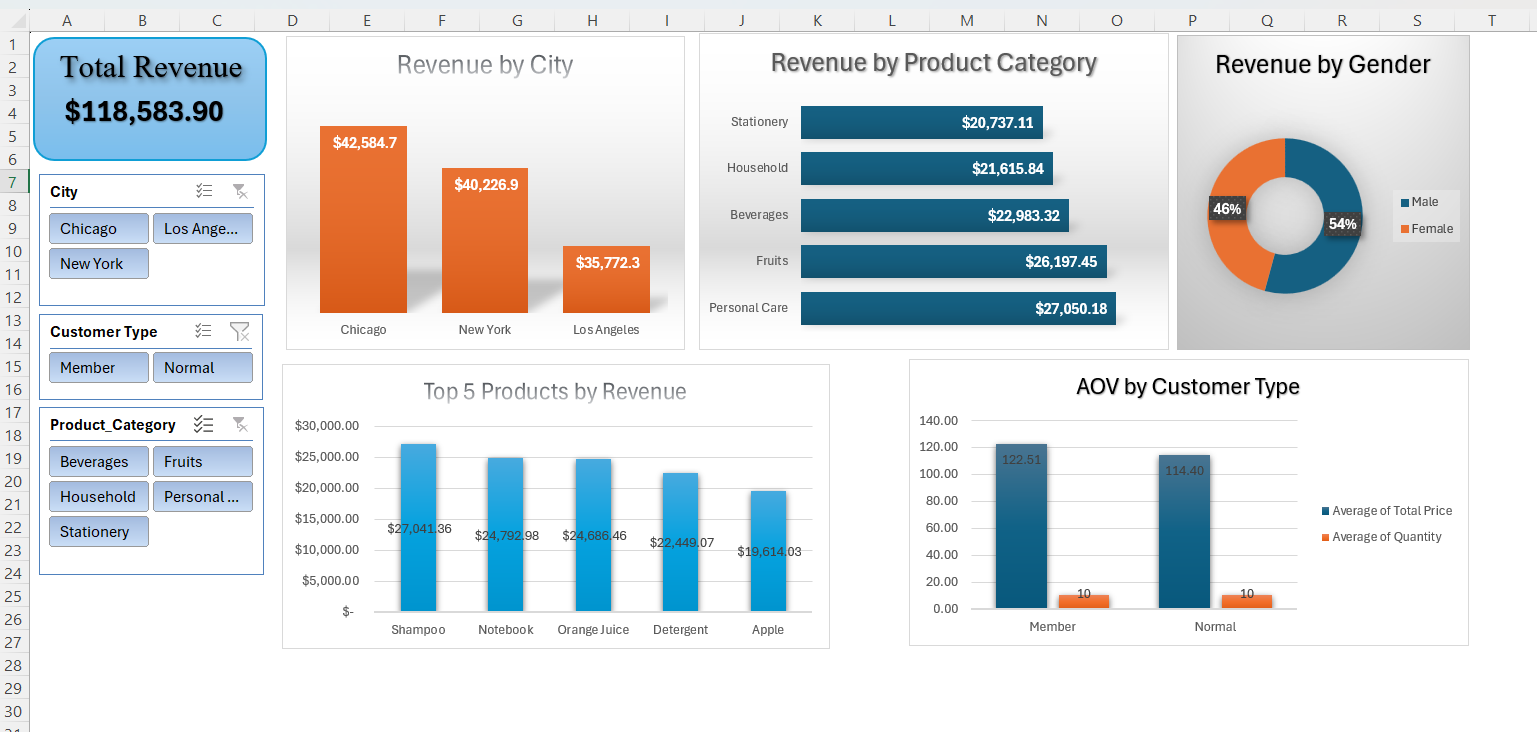 A B C D E F G H I J K L M N O P Q R S T
1
2
3
4
5
6
7
8
9
10
11
12
13
14
15
16
17
18
19
20
21
22
23
24
25
26
27
28
29
30
Total Revenue
$118,583.90
City
Chicago
Los Ange...
New York
Customer Type
Member
Normal
Product_Category
Beverages
Fruits
Household
Personal ...
Stationery
Revenue by City
$42,584.7
$40,226.9
$35,772.3
Chicago
New York
Los Angeles
Revenue by Product Category
Stationery $20,737.11
Household $21,615.84
Beverages $22,983.32
Fruits $26,197.45
Personal Care $27,050.18
Revenue by Gender
46%
54%
Male
Female
Top 5 Products by Revenue
$30,000.00
$25,000.00
$20,000.00
$15,000.00
$10,000.00
$5,000.00
$-
$27,041.36
$24,792.98
$24,686.46
$22,449.07
$19,614.03
Shampoo
Notebook
Orange Juice
Detergent
Apple
AOV by Customer Type
140.00
120.00
100.00
80.00
60.00
40.00
20.00
0.00
122.51
10
114.40
10
Member
Normal
Average of Total Price
Average of Quantity